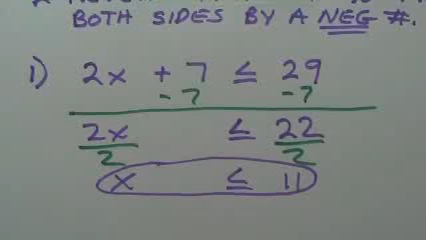 BOTH SIDES BY A NEG #.
1) 2x + 7 ≤ 29
-7 -7
2x ≤ 22
2 2
x ≤ 11